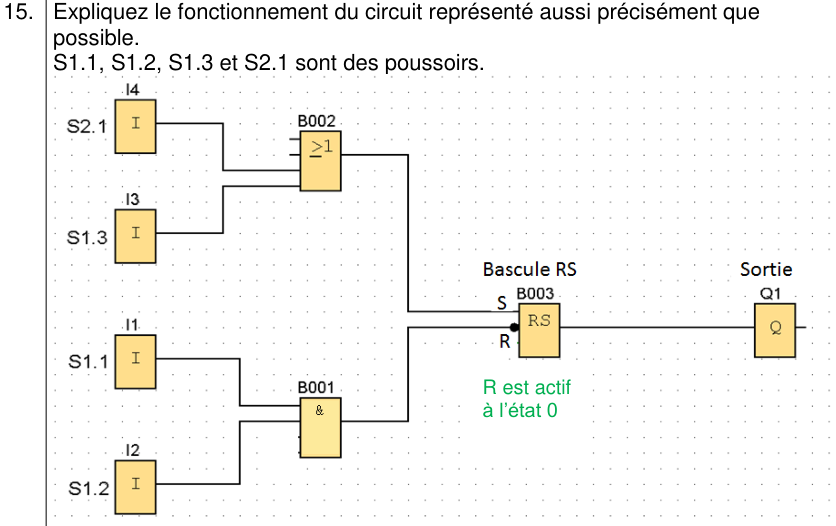 15. Expliquez le fonctionnement du circuit représenté aussi précisément que
possible.
S1.1, S1.2, S1.3 et S2.1 sont des poussoirs.
I4
S2.1 I
B002
>1
I3
S1.3 I
Bascule RS
Sortie
S B003
Q1
RS
Q
R
I1
S1.1 I
R est actif
à l'état 0
B001
&
I2
S1.2 I